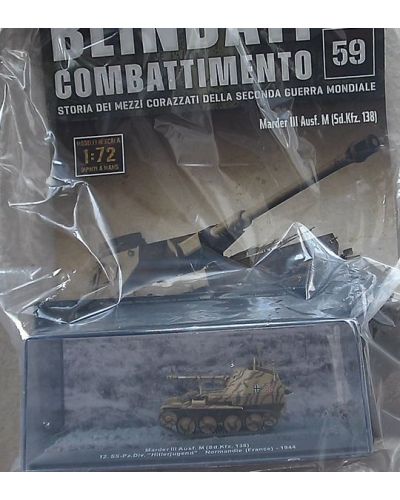 BLINDATI
COMBATTIMENTO
59
STORIA DEI MEZZI CORAZZATI DELLA SECONDA GUERRA MONDIALE
Marder III Ausf. M (Sd.Kfz. 138)
1:72
Marder III Ausf. M (Sd.Kfz. 138)
12. SS-Pz.Div. "Hitlerjugend" Normandie (France) - 1944